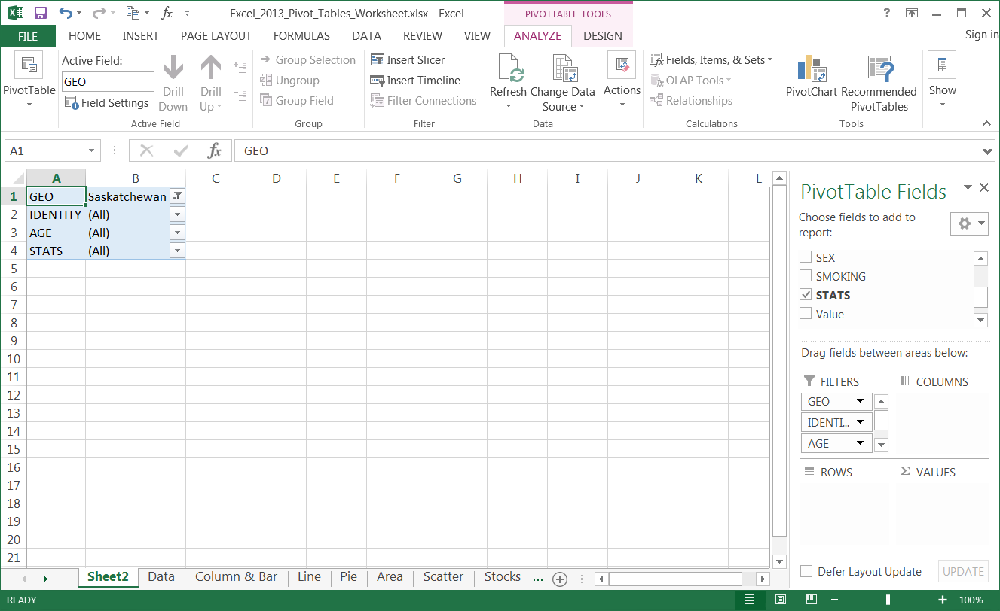 Excel_2013_Pivot_Tables_Worksheet.xlsx - Excel
PIVOTTABLE TOOLS
FILE HOME INSERT PAGE LAYOUT FORMULAS DATA REVIEW VIEW ANALYZE DESIGN Sign in
PivotTable
Active Field:
GEO
Field Settings
Drill Down
Drill Up
Active Field
Group Selection
Ungroup
Group Field
Group
Insert Slicer
Insert Timeline
Filter Connections
Filter
Refresh
Change Data Source
Data
Actions
Fields, Items, & Sets
OLAP Tools
Relationships
Calculations
PivotChart
Recommended PivotTables
Tools
Show
A1 fx GEO
A B C D E F G H I J K L
1 GEO Saskatchewan
2 IDENTITY (All)
3 AGE (All)
4 STATS (All)
5
6
7
8
9
10
11
12
13
14
15
16
17
18
19
20
21
PivotTable Fields
Choose fields to add to
report:
SEX
SMOKING
STATS
Value
Drag fields between areas below:
FILTERS COLUMNS
GEO
IDENTI...
AGE
ROWS Σ VALUES
Defer Layout Update UPDATE
Sheet2 Data Column & Bar Line Pie Area Scatter Stocks ...
READY 100%